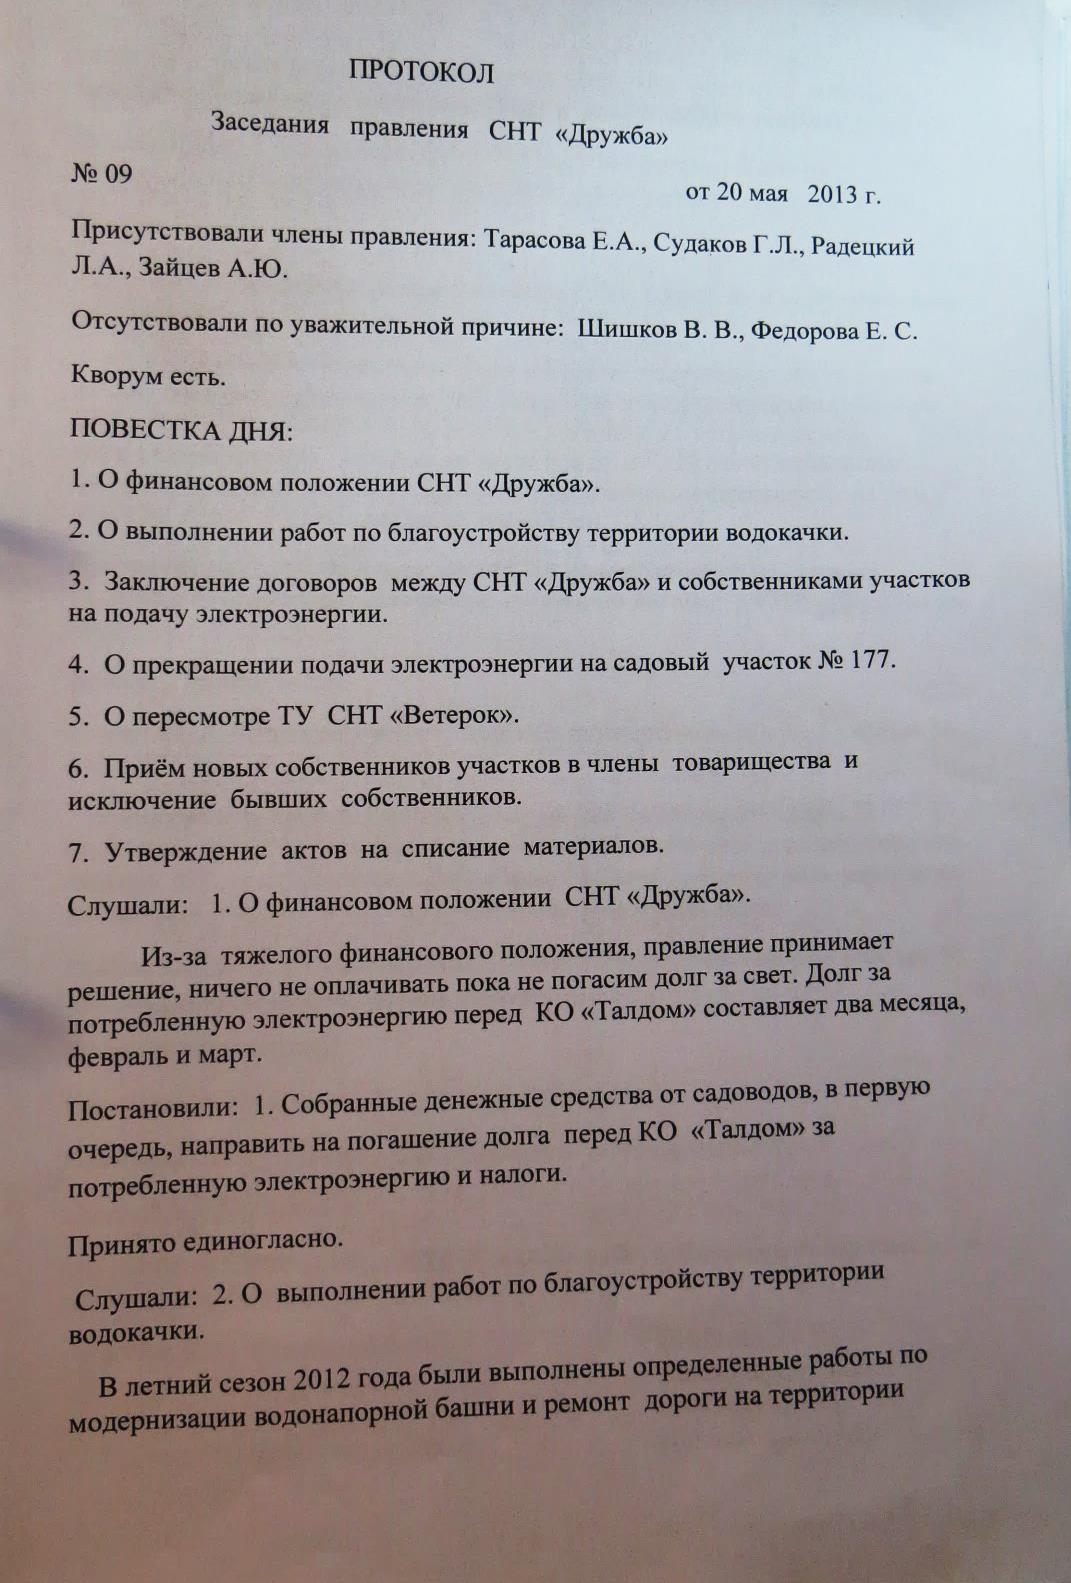 ПРОТОКОЛ
Заседания правления СНТ «Дружба»
№ 09
от 20 мая 2013 г.
Присутствовали члены правления: Тарасова Е.А., Судаков Г.Л., Радецкий
Л.А., Зайцев А.Ю.
Отсутствовали по уважительной причине: Шишков В. В., Федорова Е. С.
Кворум есть.
ПОВЕСТКА ДНЯ:
1. О финансовом положении СНТ «Дружба».
2. О выполнении работ по благоустройству территории водокачки.
3. Заключение договоров между СНТ «Дружба» и собственниками участков
на подачу электроэнергии.
4. О прекращении подачи электроэнергии на садовый участок № 177.
5. О пересмотре ТУ СНТ «Ветерок».
6. Приём новых собственников участков в члены товарищества и
исключение бывших собственников.
7. Утверждение актов на списание материалов.
Слушали: 1. О финансовом положении СНТ «Дружба».
Из-за тяжелого финансового положения, правление принимает
решение, ничего не оплачивать пока не погасим долг за свет. Долг за
потребленную электроэнергию перед КО «Талдом» составляет два месяца,
февраль и март.
Постановили: 1. Собранные денежные средства от садоводов, в первую
очередь, направить на погашение долга перед КО «Талдом» за
потребленную электроэнергию и налоги.
Принято единогласно.
Слушали: 2. О выполнении работ по благоустройству территории
водокачки.
В летний сезон 2012 года были выполнены определенные работы по
модернизации водонапорной башни и ремонт дороги на территории